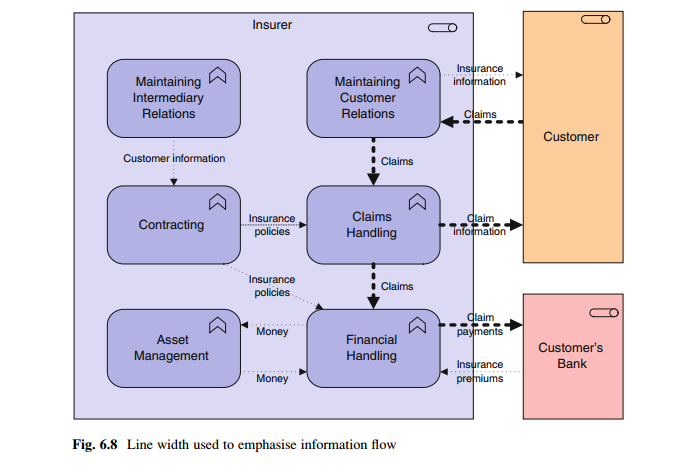 Insurer
Maintaining
Intermediary
Relations
Maintaining
Customer
Relations
Insurance
information
Claims
Customer
Customer information
Claims
Contracting
Insurance
policies
Claims
Handling
Claim
information
Insurance
policies
Claims
Asset
Management
Money
Money
Financial
Handling
Claim
payments
Insurance
premiums
Customer's
Bank
Fig. 6.8 Line width used to emphasise information flow